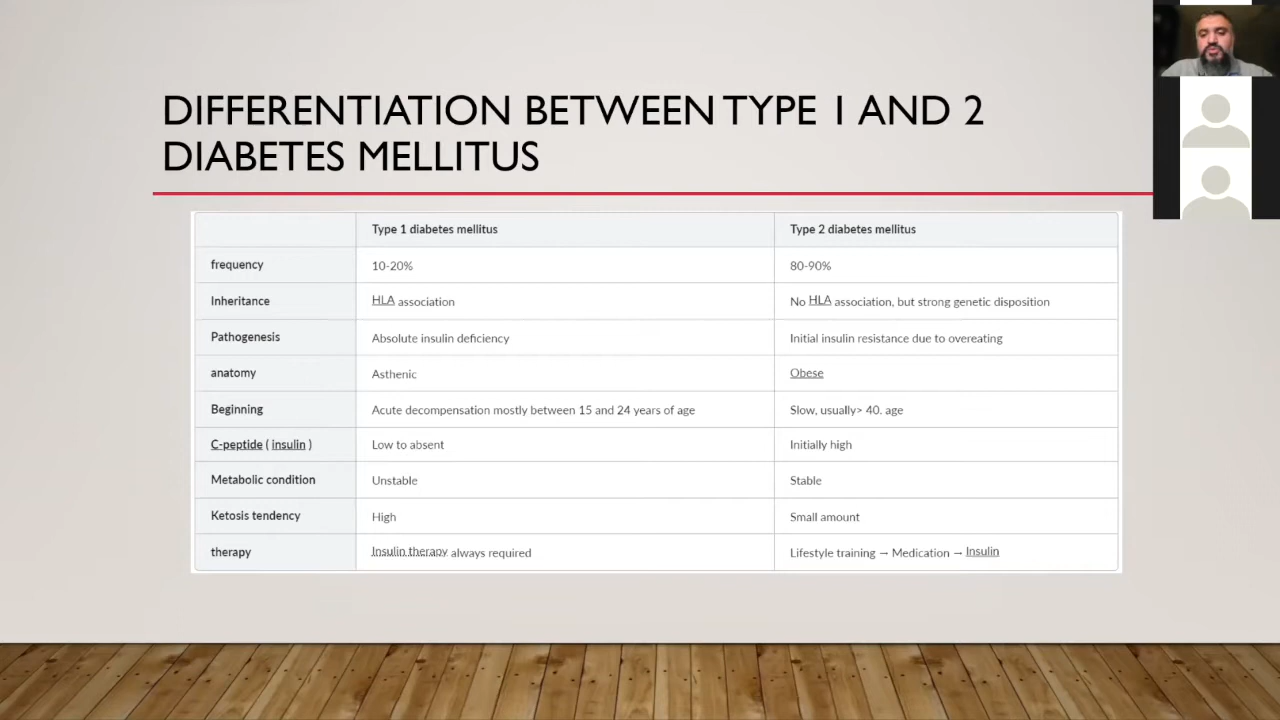 DIFFERENTIATION BETWEEN TYPE 1 AND 2
DIABETES MELLITUS
Type 1 diabetes mellitus Type 2 diabetes mellitus
frequency 10-20% 80-90%
Inheritance HLA association No HLA association, but strong genetic disposition
Pathogenesis Absolute insulin deficiency Initial insulin resistance due to overeating
anatomy Asthenic Obese
Beginning Acute decompensation mostly between 15 and 24 years of age Slow, usually> 40. age
C-peptide ( insulin ) Low to absent Initially high
Metabolic condition Unstable Stable
Ketosis tendency High Small amount
therapy Insulin therapy always required Lifestyle training → Medication → Insulin